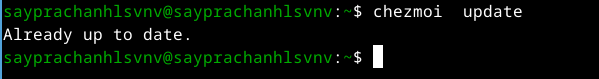 sayprachanhlsvnv@sayprachanhlsvnv:~$ chezmoi  update
Already up to date.
sayprachanhlsvnv@sayprachanhlsvnv:~$